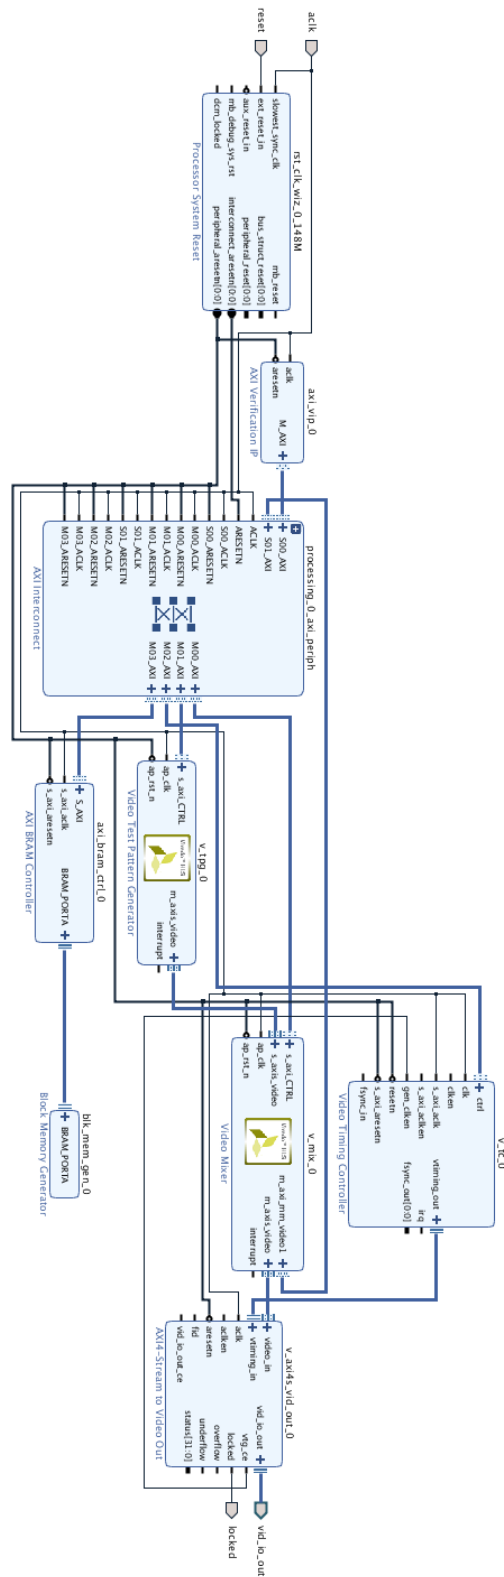 reset
aclk
rst_clk_wiz_0_148M
slowest_sync_clk
ext_reset_in
aux_reset_in
mb_debug_sys_rst
dcm_locked
mb_reset
bus_struct_reset[0:0]
peripheral_reset[0:0]
interconnect_aresetn[0:0]
peripheral_aresetn[0:0]
Processor System Reset
axi_vip_0
aclk
aresetn
M_AXI
AXI Verification IP
processing_0_axi_periph
S00_AXI
S01_AXI
ACLK
ARESETN
S00_ACLK
S00_ARESETN
M00_ACLK
M00_ARESETN
M01_ACLK
M01_ARESETN
S01_ACLK
S01_ARESETN
M02_ACLK
M02_ARESETN
M03_ACLK
M03_ARESETN
M00_AXI
M01_AXI
M02_AXI
M03_AXI
AXI Interconnect
v_tpg_0
s_axi_CTRL
ap_clk
ap_rst_n
m_axis_video
interrupt
Video Test Pattern Generator
axi_bram_ctrl_0
S_AXI
s_axi_aclk
s_axi_aresetn
BRAM_PORTA
AXI BRAM Controller
blk_mem_gen_0
BRAM_PORTA
Block Memory Generator
v_tc_0
ctrl
clk
clken
s_axi_aclk
s_axi_aclken
gen_clken
resetn
s_axi_aresetn
fsync_in
vtiming_out
irq
fsync_out[0:0]
Video Timing Controller
v_mix_0
s_axi_CTRL
s_axis_video
ap_clk
ap_rst_n
m_axi_mm_video1
m_axis_video
interrupt
Video Mixer
v_axi4s_vid_out_0
video_in
vtiming_in
aclk
aclken
aresetn
fid
vid_io_out_ce
vid_io_out
vtg_ce
locked
overflow
underflow
status[31:0]
AXI4-Stream to Video Out
vid_io_out
locked